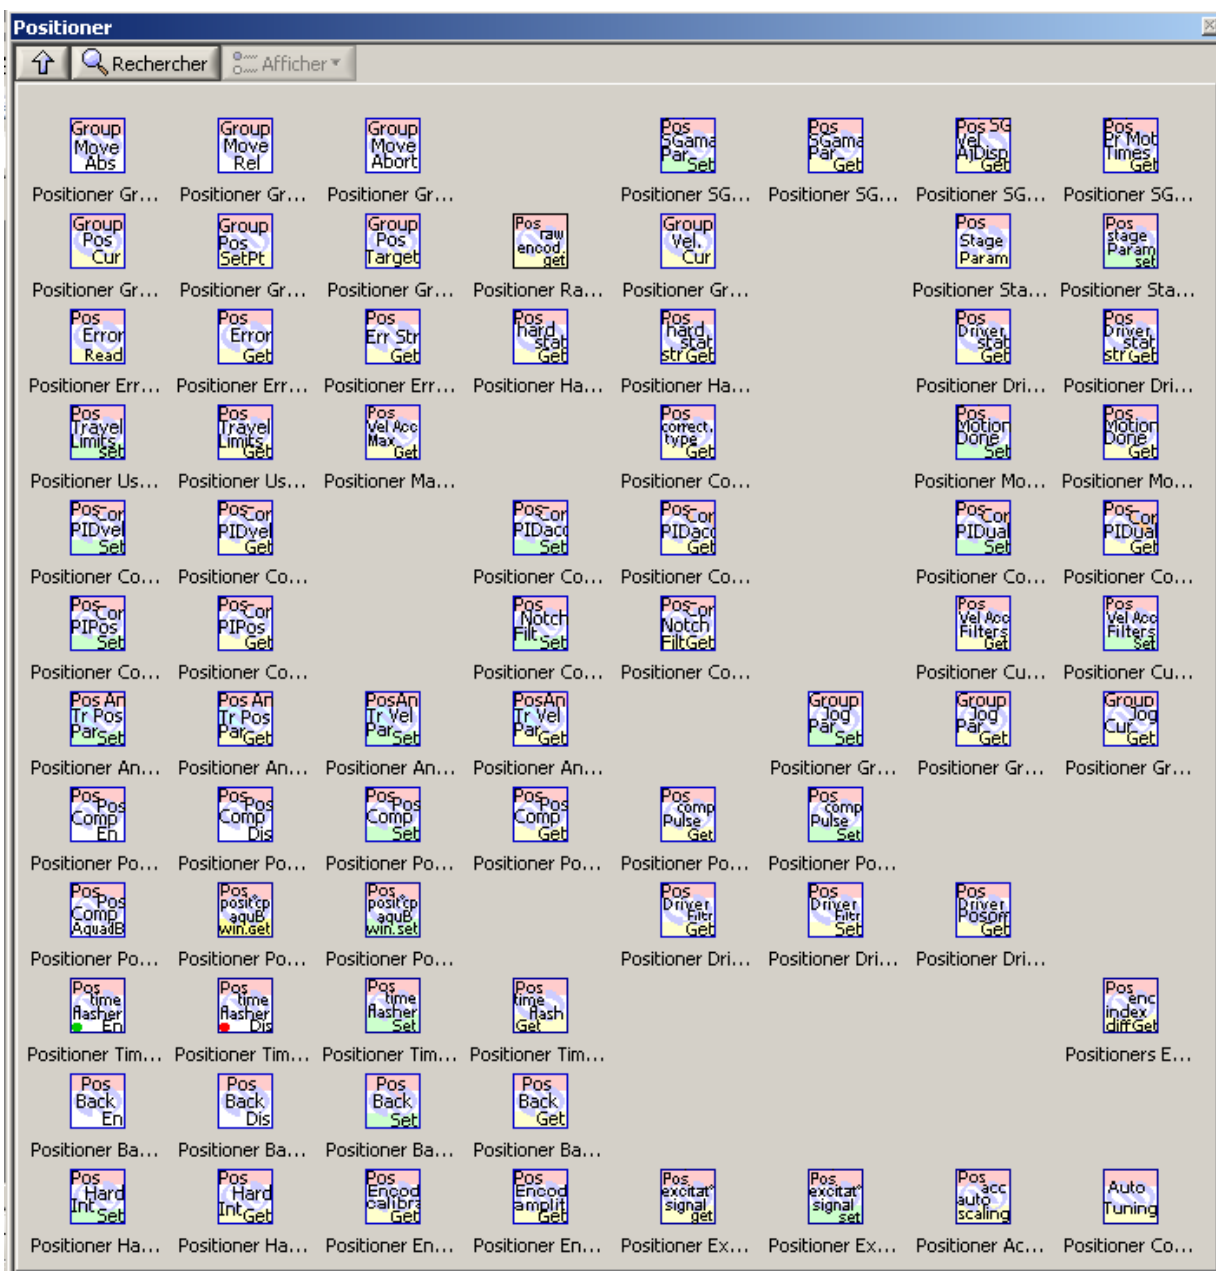 Positioner
Rechercher Afficher
Group Move Abs
Group Move Rel
Group Move Abort
Pos SGama Par Set
Pos SGama Par Get
Pos SG Vel AjDisp Get
Pos Pr Mot Times Get
Positioner Gr... Positioner Gr... Positioner Gr... Positioner SG... Positioner SG... Positioner SG... Positioner SG...
Group Pos Cur
Group Pos SetPt
Group Pos Target
Pos raw encod. get
Group Vel. Cur
Pos Stage Param
Pos stage Param set
Positioner Gr... Positioner Gr... Positioner Gr... Positioner Ra... Positioner Gr... Positioner Sta... Positioner Sta...
Pos Error Read
Pos Error Get
Pos Err Str Get
Pos hard stat Get
Pos hard stat str Get
Pos Driver stat Get
Pos Driver stat str Get
Positioner Err... Positioner Err... Positioner Err... Positioner Ha... Positioner Ha... Positioner Dri... Positioner Dri...
Pos Travel Limits set
Pos Travel Limits Get
Pos Vel Acc Max Get
Pos correct. type Get
Pos Motion Done Set
Pos Motion Done Get
Positioner Us... Positioner Us... Positioner Ma... Positioner Co... Positioner Mo... Positioner Mo...
Pos Cor PIDvel Set
Pos Cor PIDvel Get
Pos Cor PIDacc Set
Pos Cor PIDacc Get
Pos Cor PIDual Set
Pos Cor PIDual Get
Positioner Co... Positioner Co... Positioner Co... Positioner Co... Positioner Co... Positioner Co...
Pos Cor PIPos Set
Pos Cor PIPos Get
Pos Notch Filt Set
Pos Cor Notch Filt Get
Pos Vel Acc Filters Get
Pos Vel Acc Filters Set
Positioner Co... Positioner Co... Positioner Co... Positioner Co... Positioner Cu... Positioner Cu...
Pos An Tr Pos Par Set
Pos An Tr Pos Par Get
PosAn Tr Vel Par Set
PosAn Tr Vel Par Get
Group Jog Par Set
Group Jog Par Get
Group Jog Cur Get
Positioner An... Positioner An... Positioner An... Positioner An... Positioner Gr... Positioner Gr... Positioner Gr...
Pos Pos Comp En
Pos Pos Comp Dis
Pos Pos Comp Set
Pos Pos Comp Get
Pos comp Pulse Get
Pos comp Pulse Set
Positioner Po... Positioner Po... Positioner Po... Positioner Po... Positioner Po... Positioner Po...
Pos Pos Comp AquadB
Pos posit°cp aquB win.get
Pos posit°cp aquB win.set
Pos Driver Filtr Get
Pos Driver Filtr Set
Pos Driver Posoff Get
Positioner Po... Positioner Po... Positioner Po... Positioner Dri... Positioner Dri... Positioner Dri...
Pos time flasher En
Pos time flasher Dis
Pos time flasher Set
Pos time flash Get
Pos enc index diffGet
Positioner Tim... Positioner Tim... Positioner Tim... Positioner Tim... Positioners E...
Pos Back En
Pos Back Dis
Pos Back Set
Pos Back Get
Positioner Ba... Positioner Ba... Positioner Ba... Positioner Ba...
Pos Hard Int Set
Pos Hard Int Get
Pos Encod calibra Get
Pos Encod amplit Get
Pos excitat° signal get
Pos excitat° signal set
Pos acc auto scaling
Auto Tuning
Positioner Ha... Positioner Ha... Positioner En... Positioner En... Positioner Ex... Positioner Ex... Positioner Ac... Positioner Co...